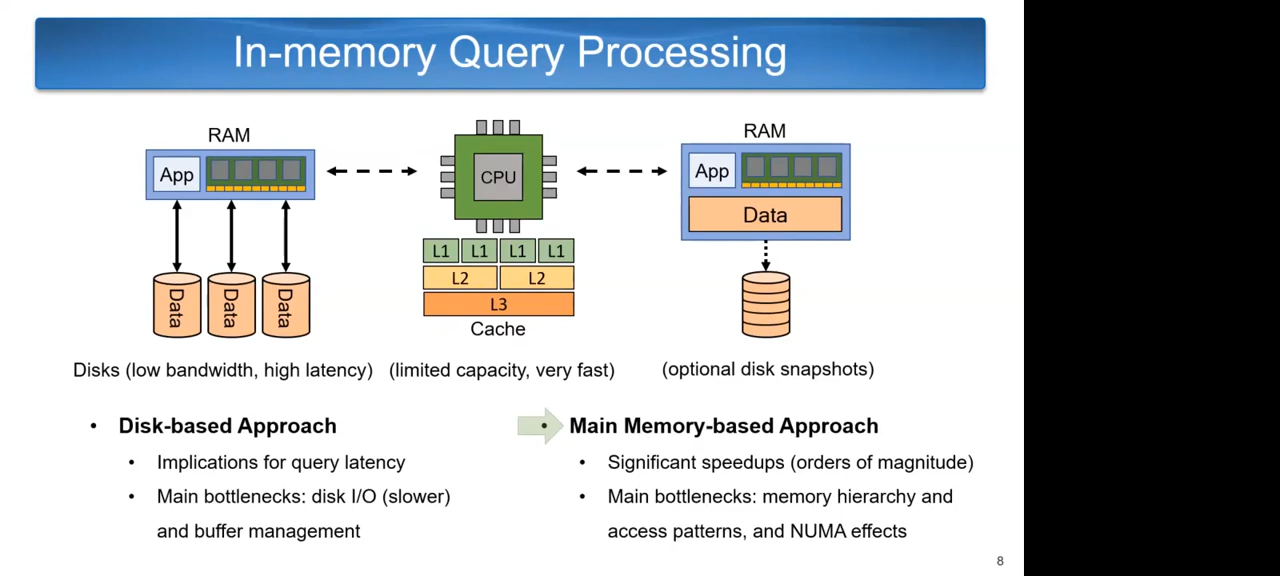 In-memory Query Processing
RAM
App
Data
Data
Data
CPU
L1 L1 L1 L1
L2 L2
L3
Cache
RAM
App
Data
Disks (low bandwidth, high latency)
(limited capacity, very fast)
(optional disk snapshots)
• Disk-based Approach
• Implications for query latency
• Main bottlenecks: disk I/O (slower)
and buffer management
• Main Memory-based Approach
• Significant speedups (orders of magnitude)
• Main bottlenecks: memory hierarchy and
access patterns, and NUMA effects
8